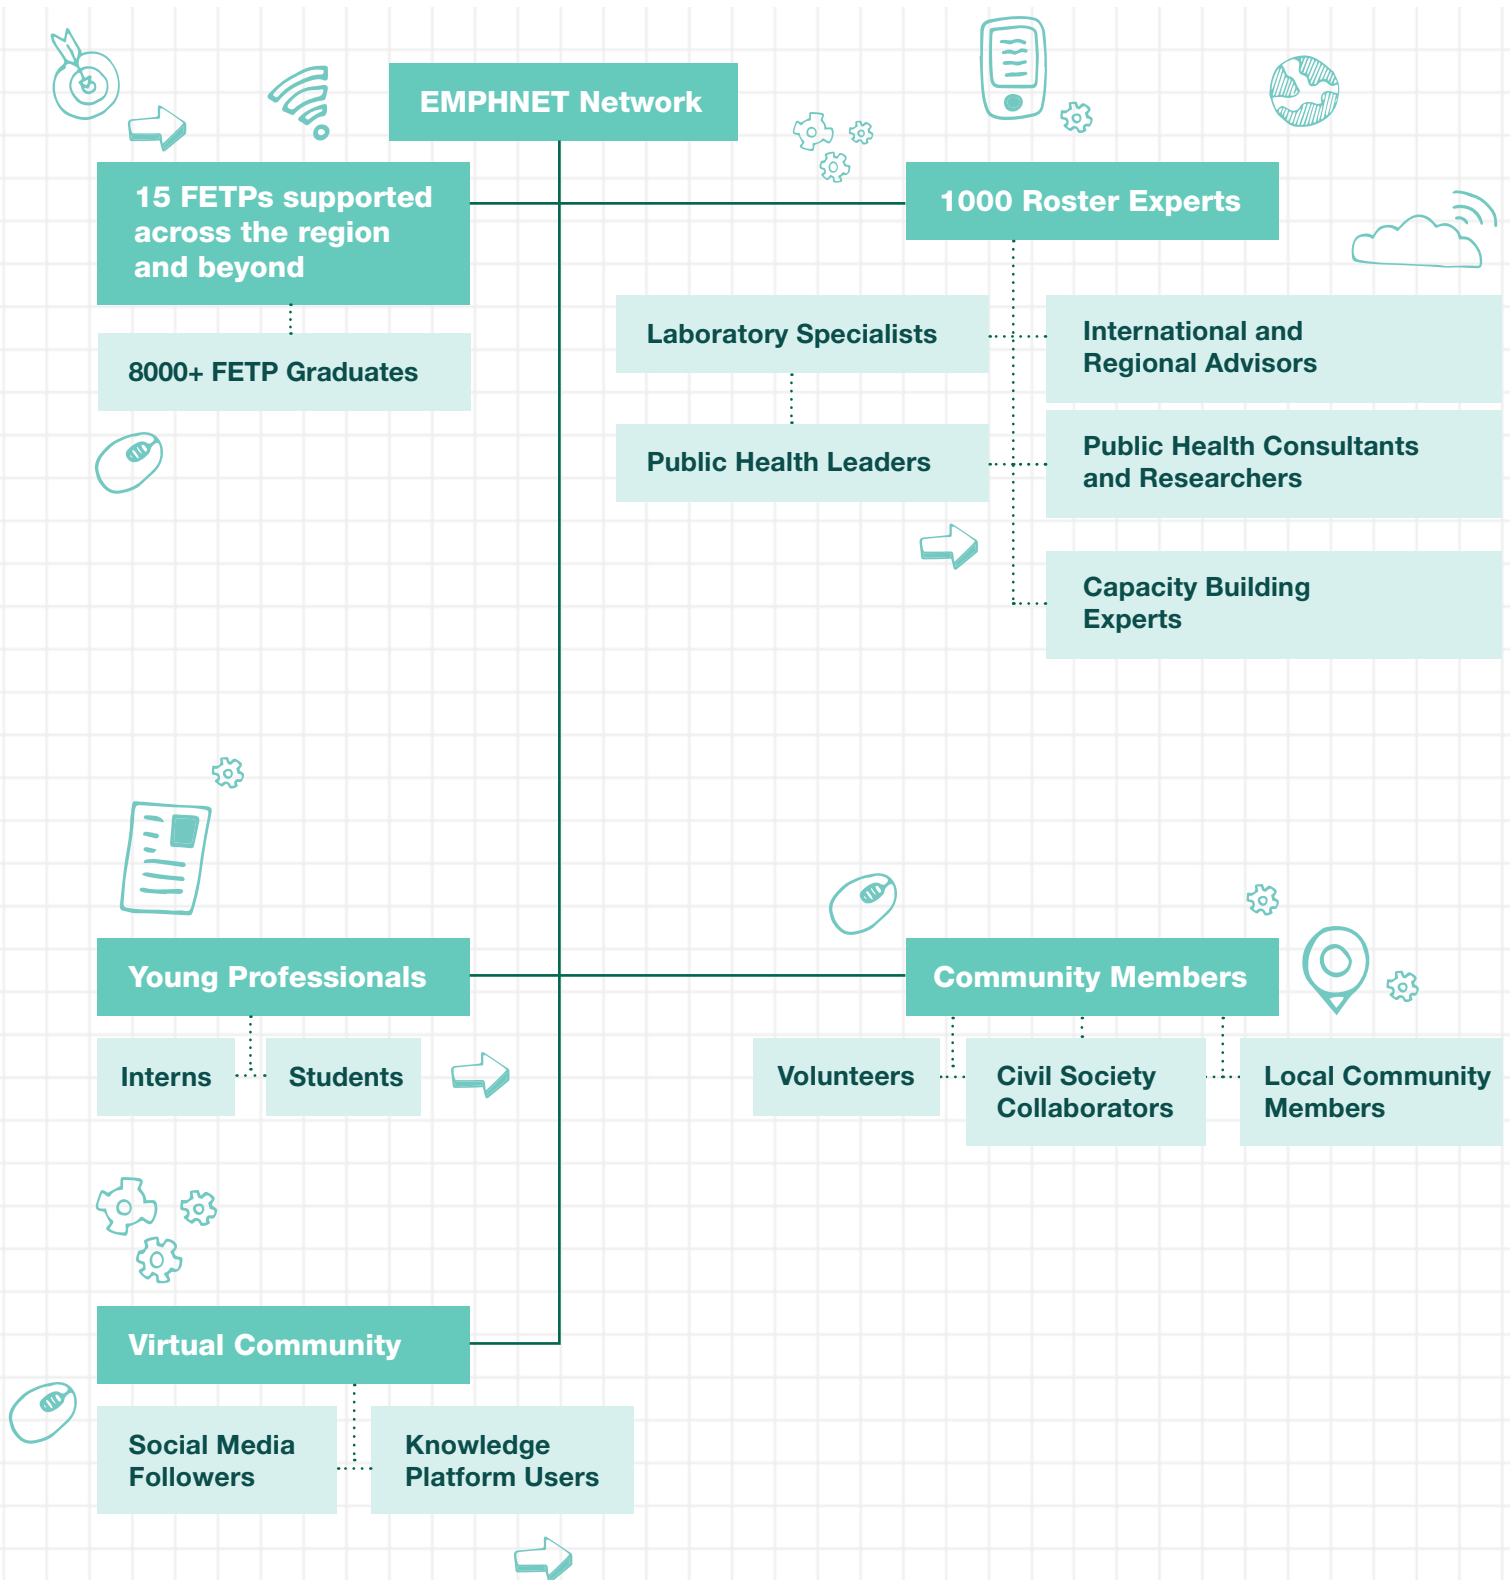 EMPHNET Network
15 FETPs supported
across the region
and beyond
8000+ FETP Graduates
1000 Roster Experts
Laboratory Specialists
International and
Regional Advisors
Public Health Leaders
Public Health Consultants
and Researchers
Capacity Building
Experts
Young Professionals
Interns
Students
Community Members
Volunteers
Civil Society
Collaborators
Local Community
Members
Virtual Community
Social Media
Followers
Knowledge
Platform Users